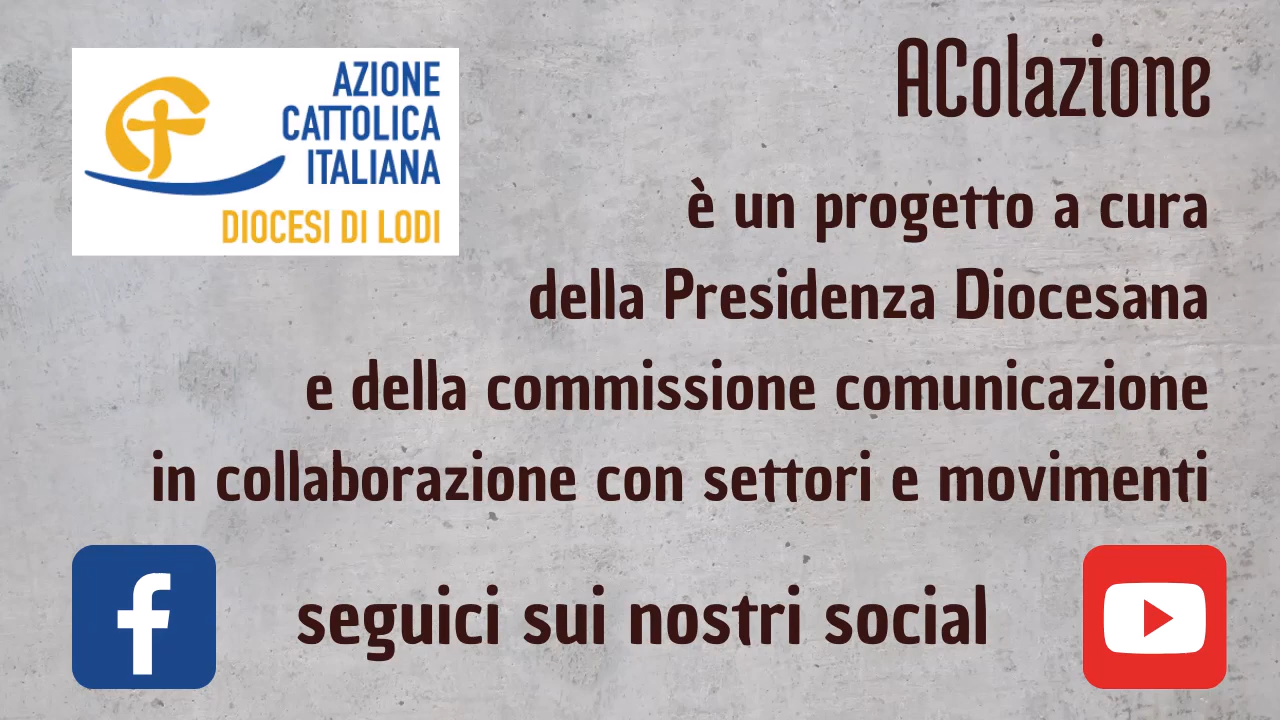 AZIONE
CATTOLICA
ITALIANA
DIOCESI DI LODI
AColazione
è un progetto a cura
della Presidenza Diocesana
e della commissione comunicazione
in collaborazione con settori e movimenti
f
seguici sui nostri social